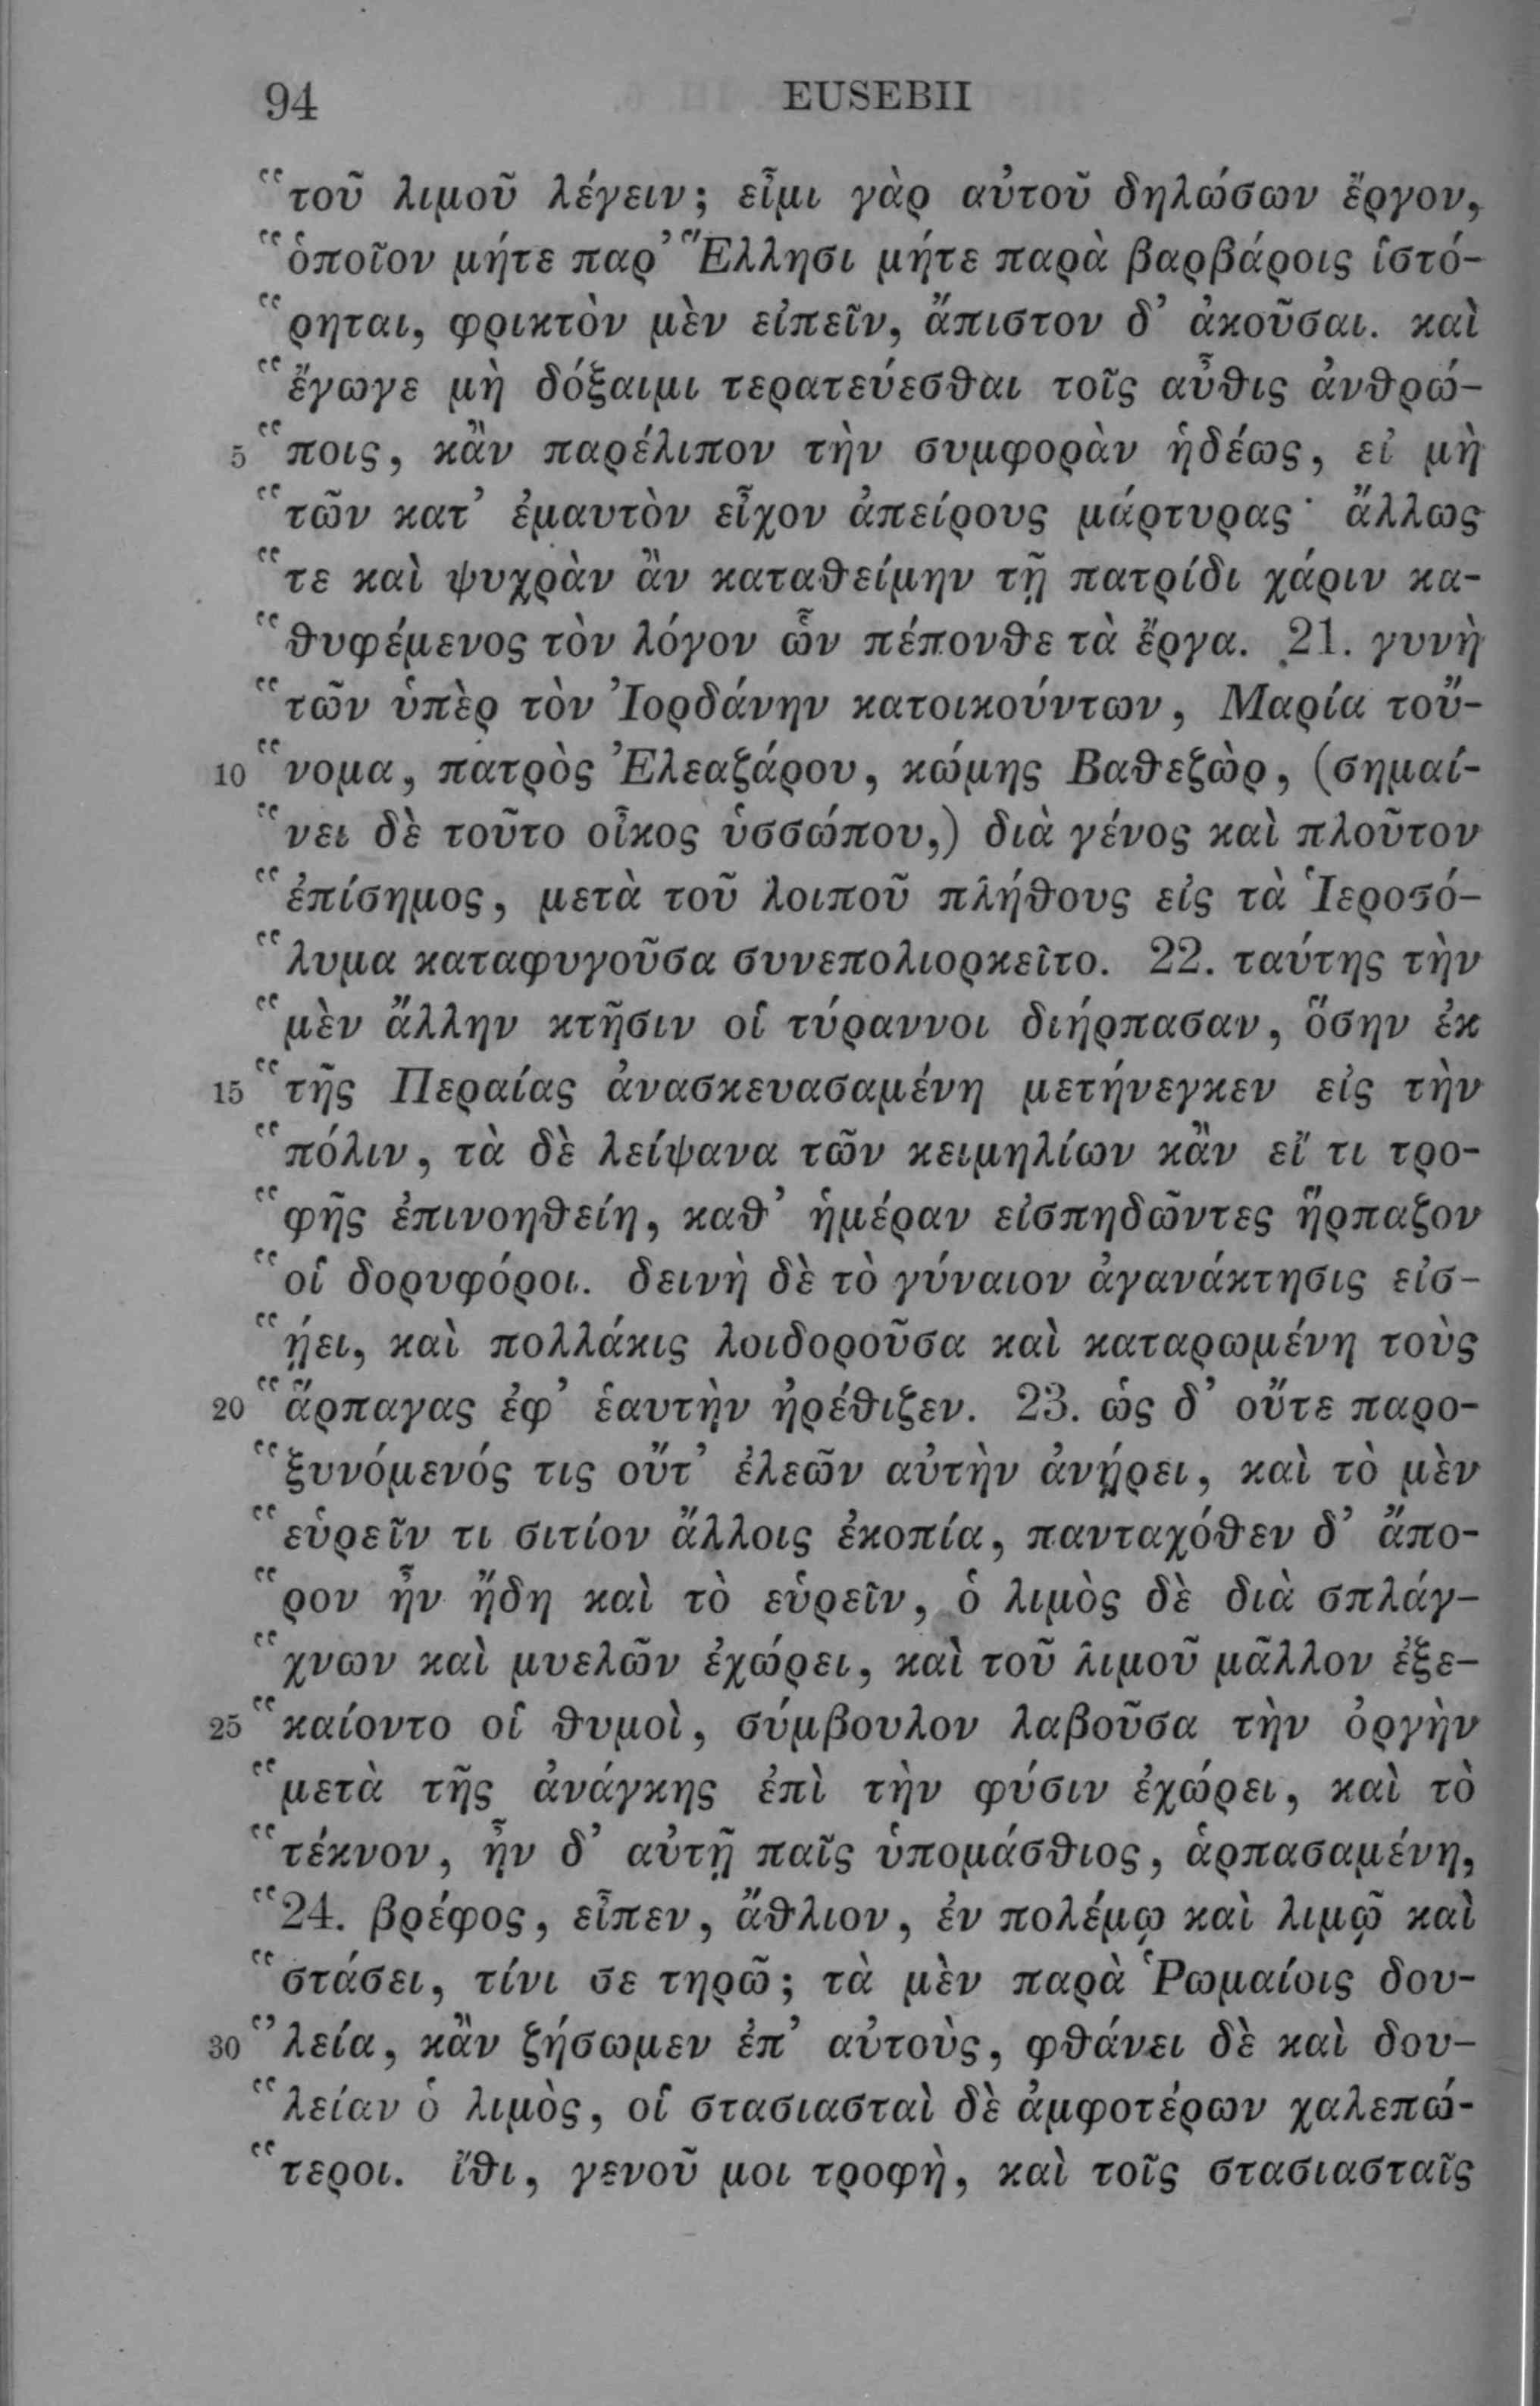 94 EUSEBII
“τοῦ λιμοῦ λέγειν; εἶμι γὰρ αὐτοῦ δηλώσων ἔργον,
“ὁποῖον μήτε παρ’ Ἕλλησι μήτε παρὰ βαρβάροις ἱστό-
“ρηται, φρικτὸν μὲν εἰπεῖν, ἄπιστον δ’ ἀκοῦσαι. καὶ
“ἔγωγε μὴ δόξαιμι τερατεύεσθαι τοῖς αὖθις ἀνθρώ-
5 “ποις, κἂν παρέλιπον τὴν συμφορὰν ἡδέως, εἰ μὴ
“τῶν κατ’ ἐμαυτὸν εἶχον ἀπείρους μάρτυρας· ἄλλως
“τε καὶ ψυχρὰν ἂν καταθείμην τῇ πατρίδι χάριν κα-
“θυφέμενος τὸν λόγον ὧν πέπονθε τὰ ἔργα. 21. γυνὴ
“τῶν ὑπὲρ τὸν Ἰορδάνην κατοικούντων, Μαρία τοὔ-
10 “νομα, πατρὸς Ἐλεαζάρου, κώμης Βαθεζὼρ, (σημαί-
“νει δὲ τοῦτο οἶκος ὑσσώπου,) διὰ γένος καὶ πλοῦτον
“ἐπίσημος, μετὰ τοῦ λοιποῦ πλήθους εἰς τὰ Ἱεροσό-
“λυμα καταφυγοῦσα συνεπολιορκεῖτο. 22. ταύτης τὴν
“μὲν ἄλλην κτῆσιν οἱ τύραννοι διήρπασαν, ὅσην ἐκ
15 “τῆς Περαίας ἀνασκευασαμένη μετήνεγκεν εἰς τὴν
“πόλιν, τὰ δὲ λείψανα τῶν κειμηλίων κἂν εἴ τι τρο-
“φῆς ἐπινοηθείη, καθ’ ἡμέραν εἰσπηδῶντες ἥρπαζον
“οἱ δορυφόροι. δεινὴ δὲ τὸ γύναιον ἀγανάκτησις εἰσ-
“ῄει, καὶ πολλάκις λοιδοροῦσα καὶ καταρωμένη τοὺς
20 “ἅρπαγας ἐφ’ ἑαυτὴν ἠρέθιζεν. 23. ὡς δ’ οὔτε παρο-
“ξυνόμενός τις οὔτ’ ἐλεῶν αὐτὴν ἀνῄρει, καὶ τὸ μὲν
“εὑρεῖν τι σιτίον ἄλλοις ἐκοπία, πανταχόθεν δ’ ἄπο-
“ρον ἦν ἤδη καὶ τὸ εὑρεῖν, ὁ λιμὸς δὲ διὰ σπλάγ-
“χνων καὶ μυελῶν ἐχώρει, καὶ τοῦ λιμοῦ μᾶλλον ἐξε-
25 “καίοντο οἱ θυμοὶ, σύμβουλον λαβοῦσα τὴν ὀργὴν
“μετὰ τῆς ἀνάγκης ἐπὶ τὴν φύσιν ἐχώρει, καὶ τὸ
“τέκνον, ἦν δ’ αὐτῇ παῖς ὑπομάσθιος, ἁρπασαμένη,
“24. βρέφος, εἶπεν, ἄθλιον, ἐν πολέμῳ καὶ λιμῷ καὶ
“στάσει, τίνι σε τηρῶ; τὰ μὲν παρὰ Ῥωμαίοις δου-
30 “λεία, κἂν ζήσωμεν ἐπ’ αὐτοὺς, φθάνει δὲ καὶ δου-
“λείαν ὁ λιμὸς, οἱ στασιασταὶ δὲ ἀμφοτέρων χαλεπώ-
“τεροι. ἴθι, γενοῦ μοι τροφὴ, καὶ τοῖς στασιασταῖς